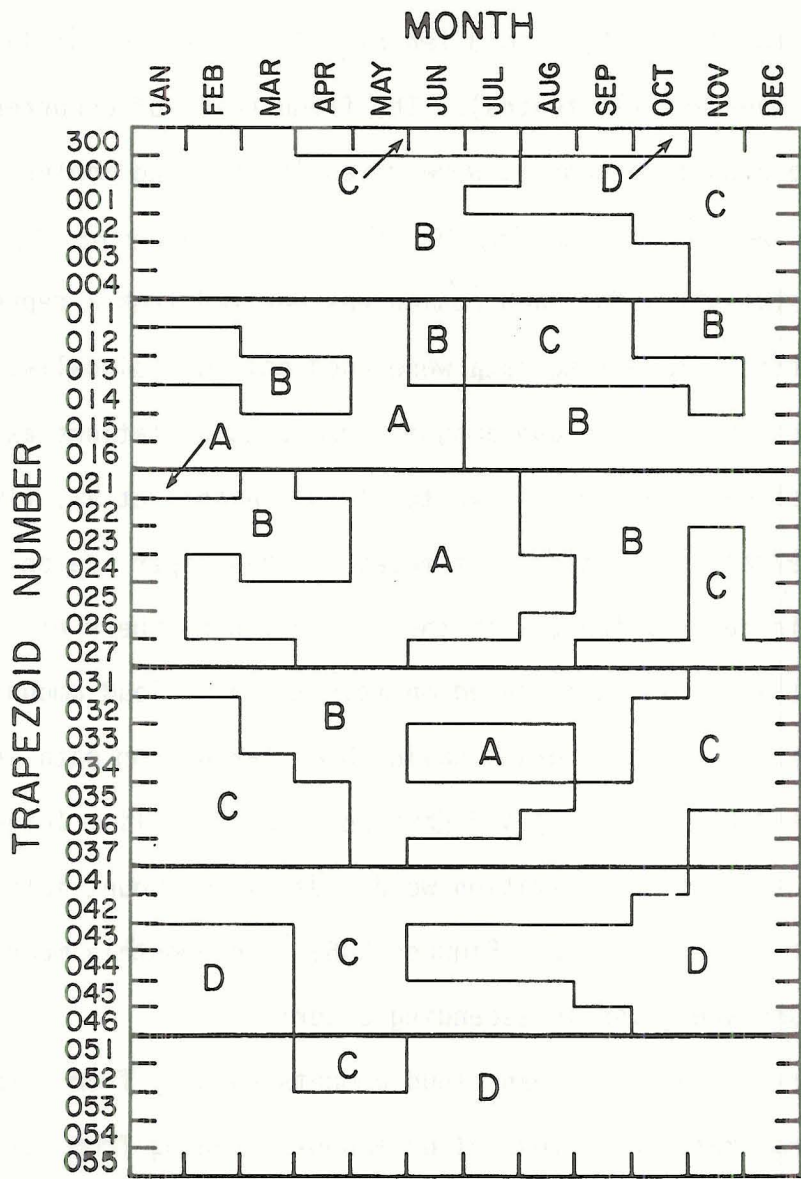 MONTH
JAN FEB MAR APR MAY JUN JUL AUG SEP OCT NOV DEC
TRAPEZOID NUMBER
300
000
001
002
003
004
011
012
013
014
015
016
021
022
023
024
025
026
027
031
032
033
034
035
036
037
041
042
043
044
045
046
051
052
053
054
055
C D
C
B
B C B
B
A
A B
B
B
A
C
B
C
A
C
C
D
D
C
D